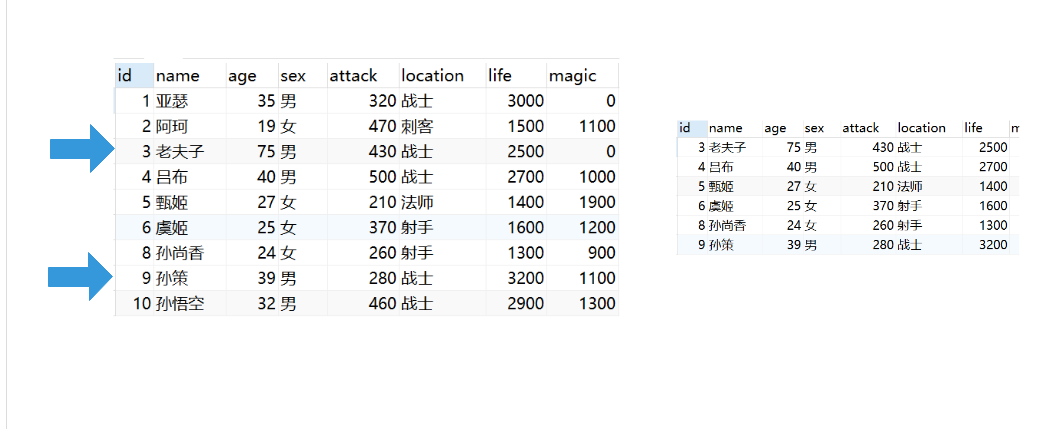 id name age sex attack location life magic
1 亚瑟 35 男 320 战士 3000 0
2 阿珂 19 女 470 刺客 1500 1100
3 老夫子 75 男 430 战士 2500 0
4 吕布 40 男 500 战士 2700 1000
5 甄姬 27 女 210 法师 1400 1900
6 虞姬 25 女 370 射手 1600 1200
8 孙尚香 24 女 260 射手 1300 900
9 孙策 39 男 280 战士 3200 1100
10 孙悟空 32 男 460 战士 2900 1300
id name age sex attack location life m
3 老夫子 75 男 430 战士 2500
4 吕布 40 男 500 战士 2700
5 甄姬 27 女 210 法师 1400
6 虞姬 25 女 370 射手 1600
8 孙尚香 24 女 260 射手 1300
9 孙策 39 男 280 战士 3200